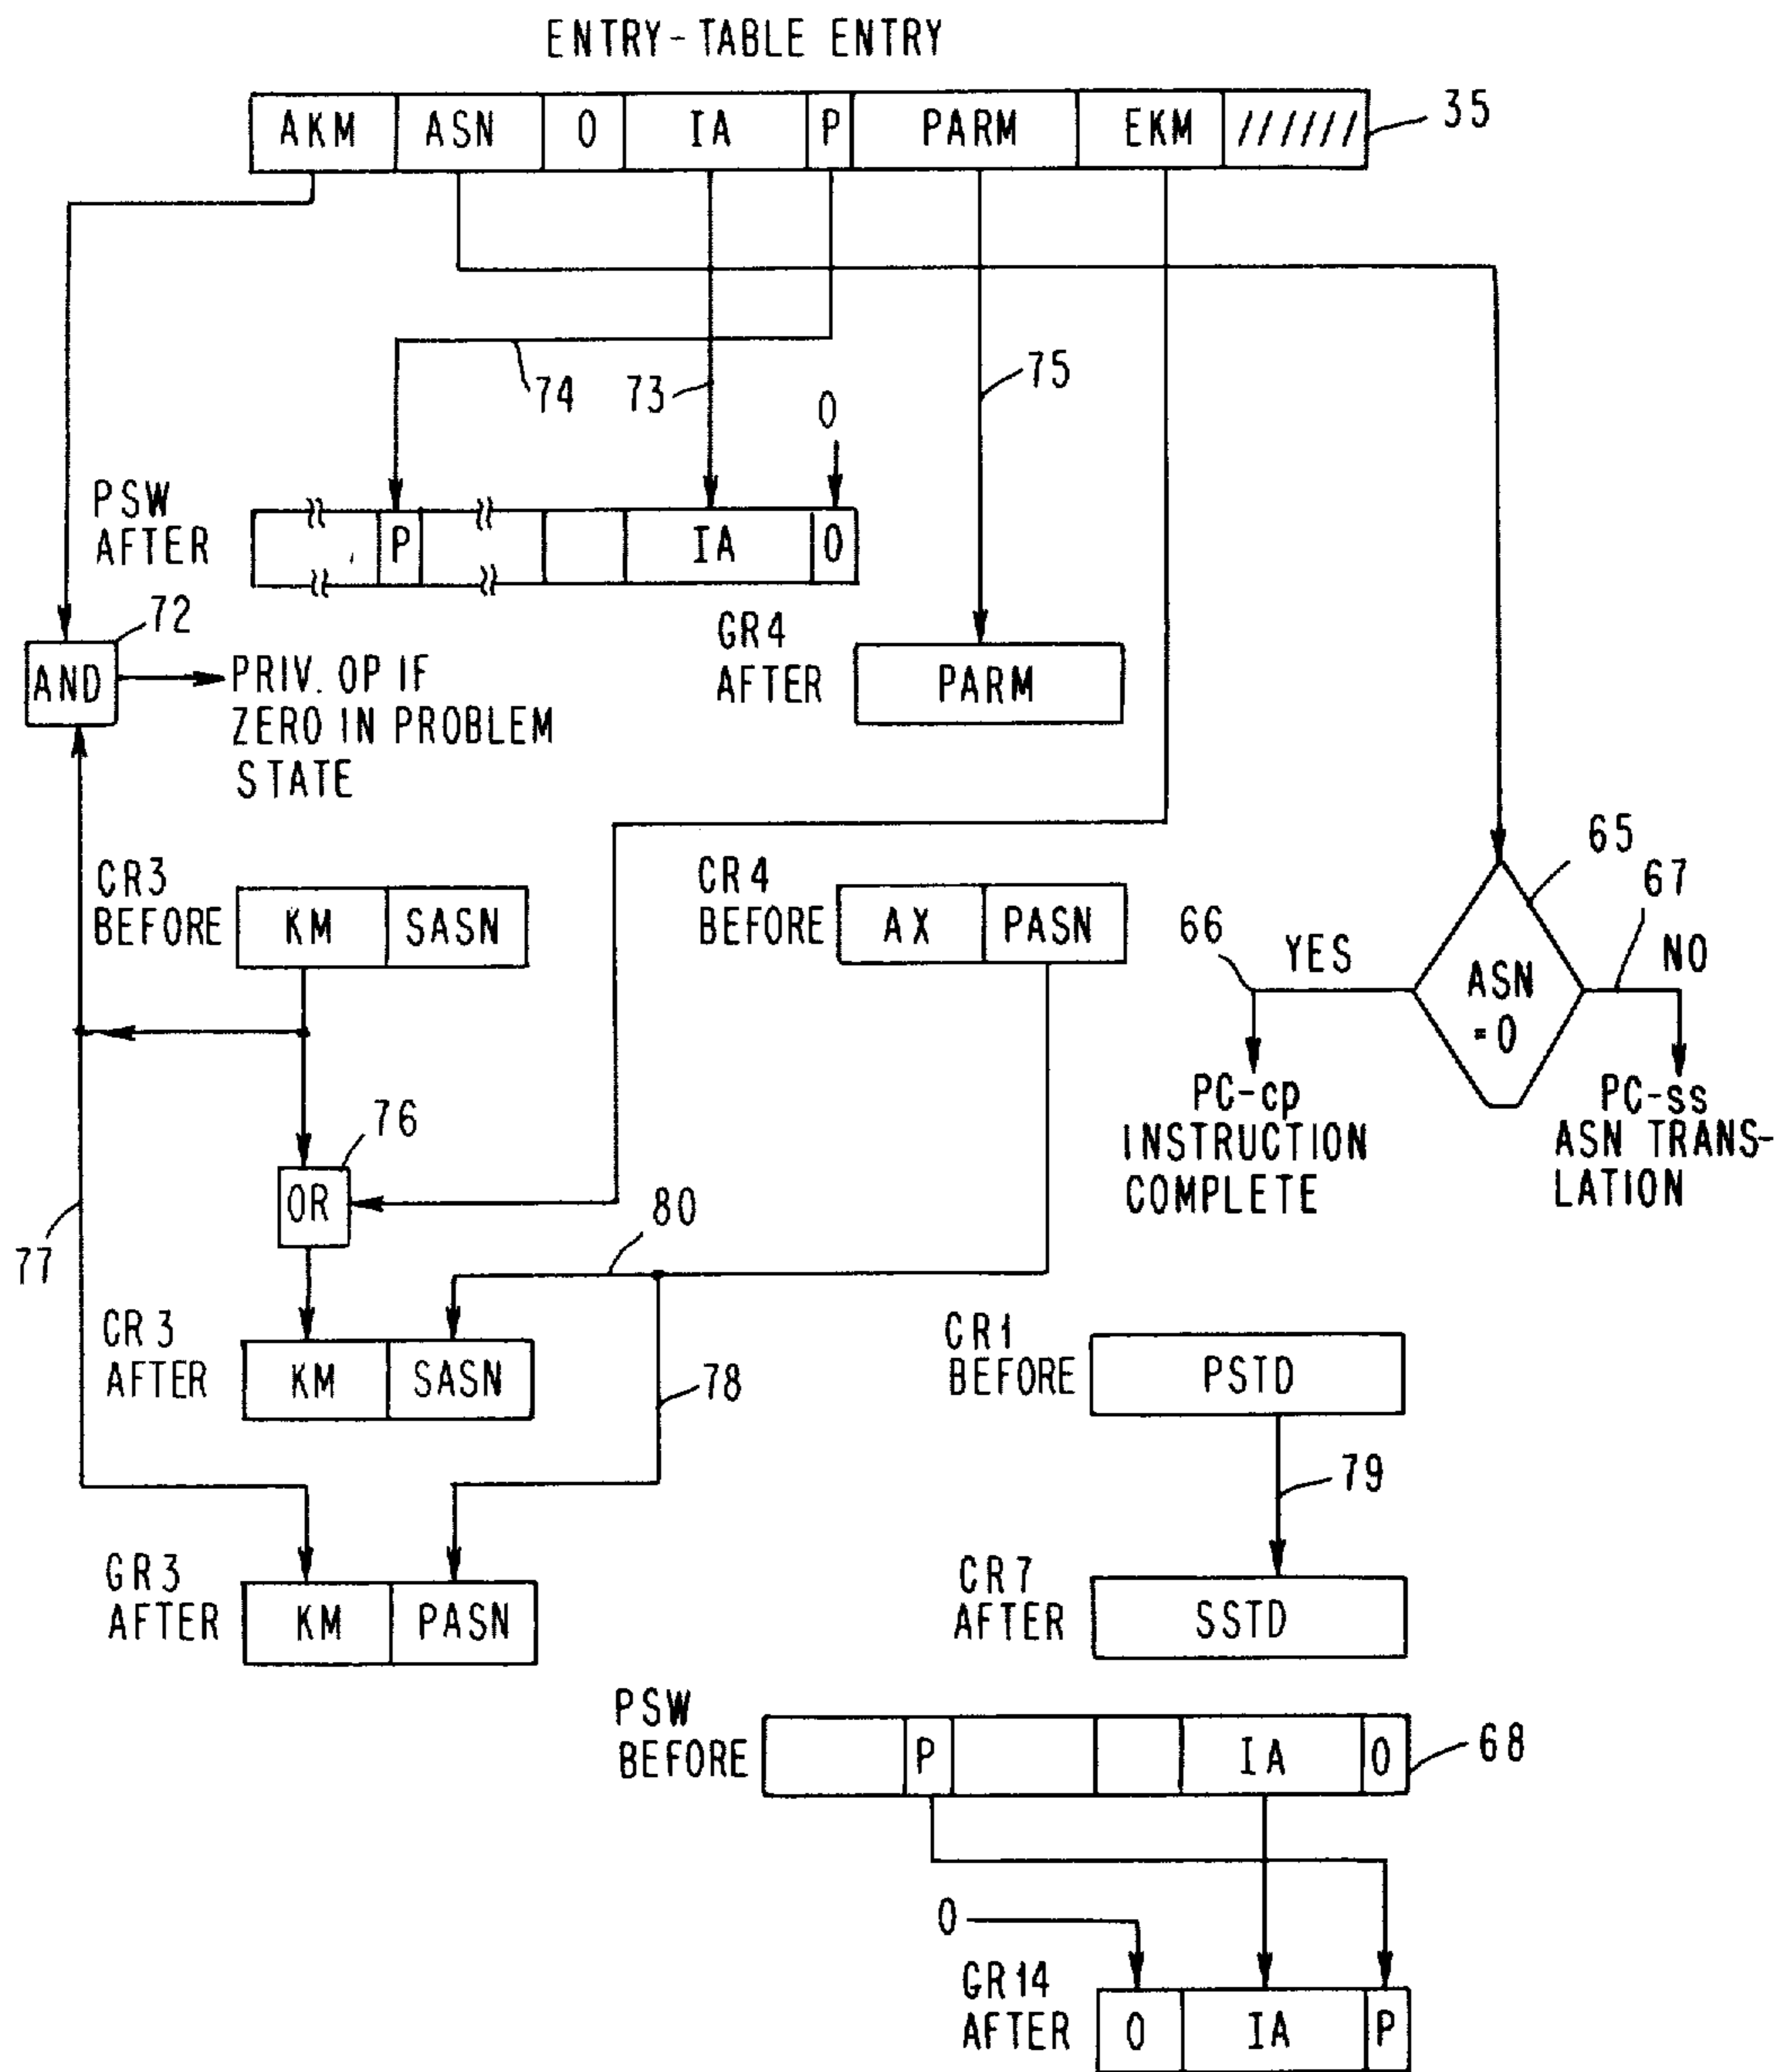 ENTRY-TABLE ENTRY
AKM ASN 0 IA P PARM EKM ////// 35
74 73 0 75
PSW
AFTER
P IA 0
72
AND
PRIV. OP IF
ZERO IN PROBLEM
STATE
GR4
AFTER
PARM
CR3
BEFORE
KM SASN
CR4
BEFORE
AX PASN
65
67
66
YES
NO
ASN
=0
PC-cp
INSTRUCTION
COMPLETE
PC-ss
ASN TRANS-
LATION
76
OR
77
80
CR3
AFTER
KM SASN
78
CR1
BEFORE
PSTD
79
GR3
AFTER
KM PASN
CR7
AFTER
SSTD
PSW
BEFORE
P IA 0
68
0
GR14
AFTER
0 IA P